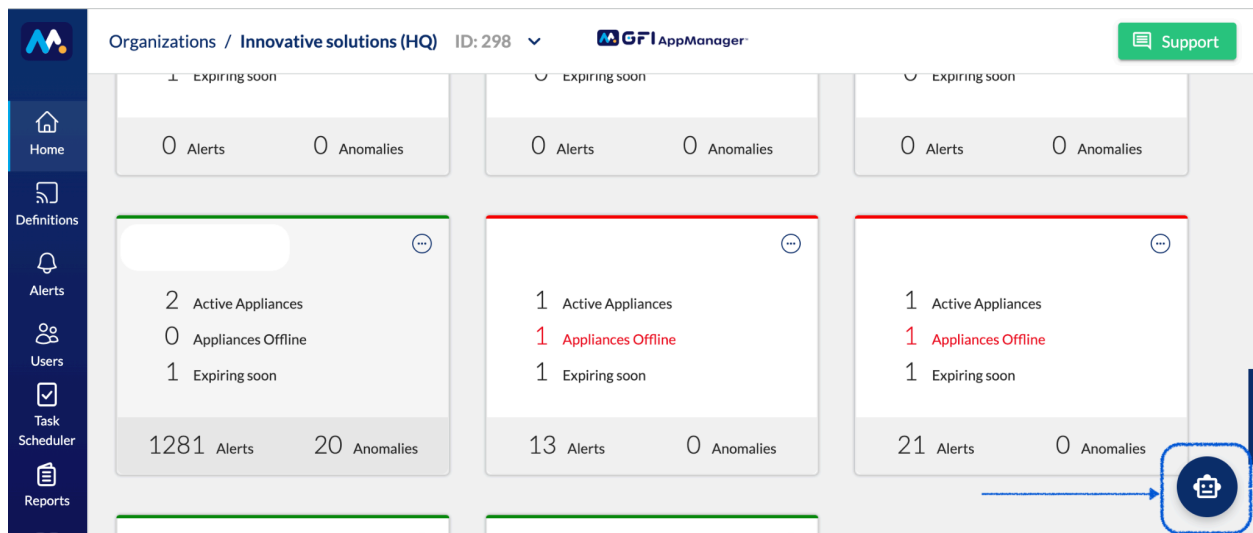 Organizations / Innovative solutions (HQ) ID: 298
GFI AppManager
Support
Home
Definitions
Alerts
Users
Task
Scheduler
Reports
1 Expiring soon
0 Alerts 0 Anomalies
0 Expiring soon
0 Alerts 0 Anomalies
0 Expiring soon
0 Alerts 0 Anomalies
2 Active Appliances
0 Appliances Offline
1 Expiring soon
1281 Alerts 20 Anomalies
1 Active Appliances
1 Appliances Offline
1 Expiring soon
13 Alerts 0 Anomalies
1 Active Appliances
1 Appliances Offline
1 Expiring soon
21 Alerts 0 Anomalies